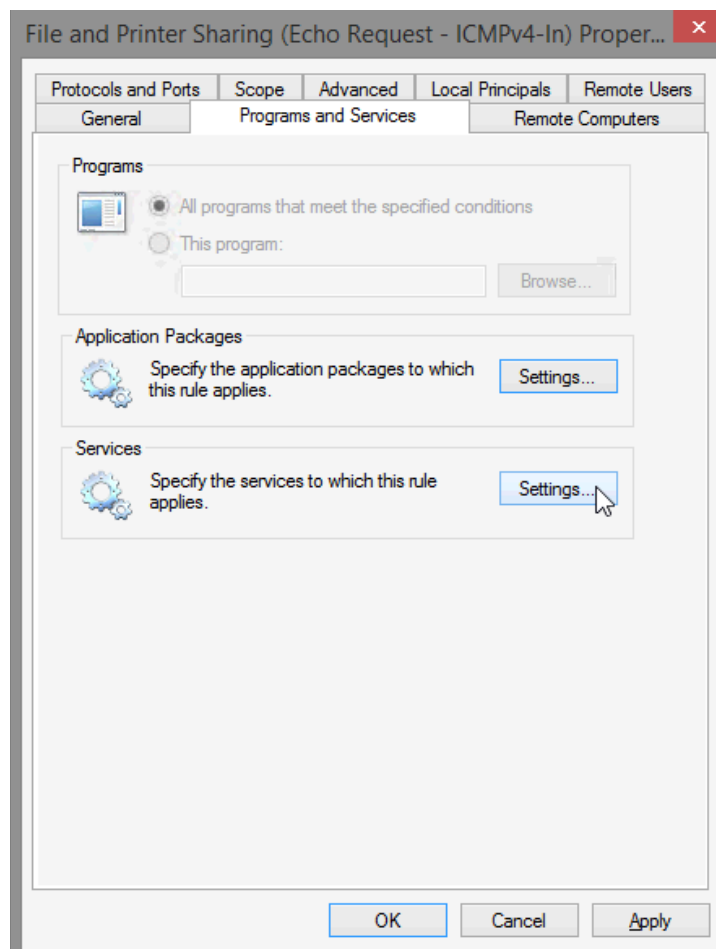 File and Printer Sharing (Echo Request - ICMPv4-In) Proper...
Protocols and Ports Scope Advanced Local Principals Remote Users
General Programs and Services Remote Computers
Programs
All programs that meet the specified conditions
This program:
Browse...
Application Packages
Specify the application packages to which
this rule applies.
Settings...
Services
Specify the services to which this rule
applies.
Settings...
OK Cancel Apply